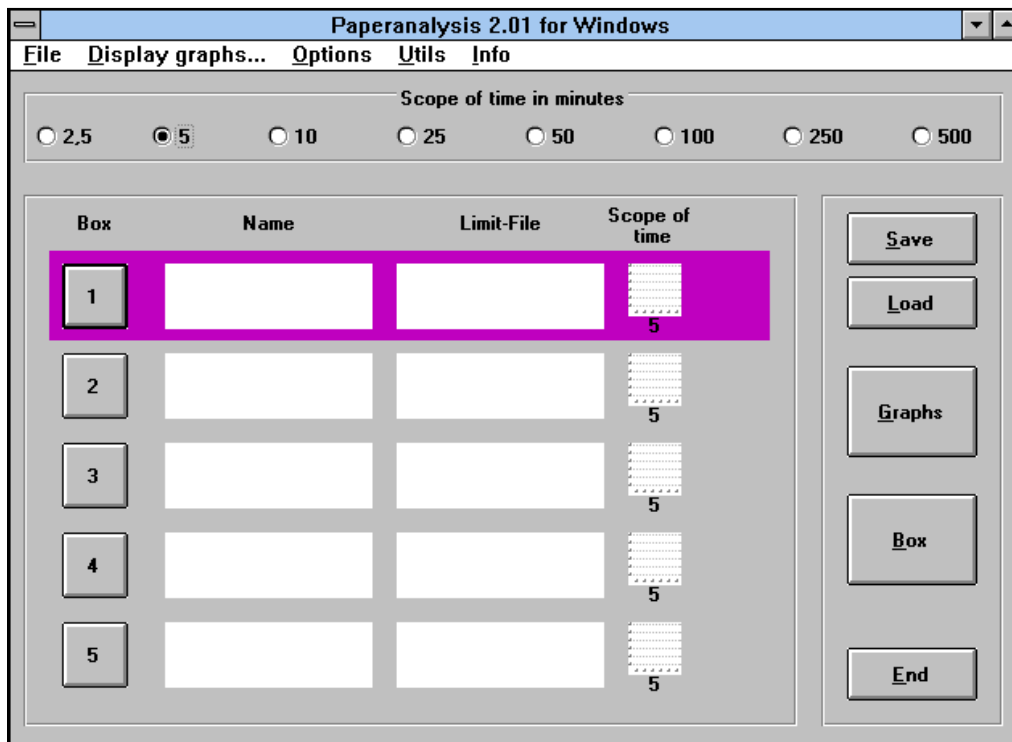 Paperanalysis 2.01 for Windows
File Display graphs... Options Utils Info
Scope of time in minutes
2,5 5 10 25 50 100 250 500
Box Name Limit-File Scope of
time
1
5
2
5
3
5
4
5
5
5
Save
Load
Graphs
Box
End